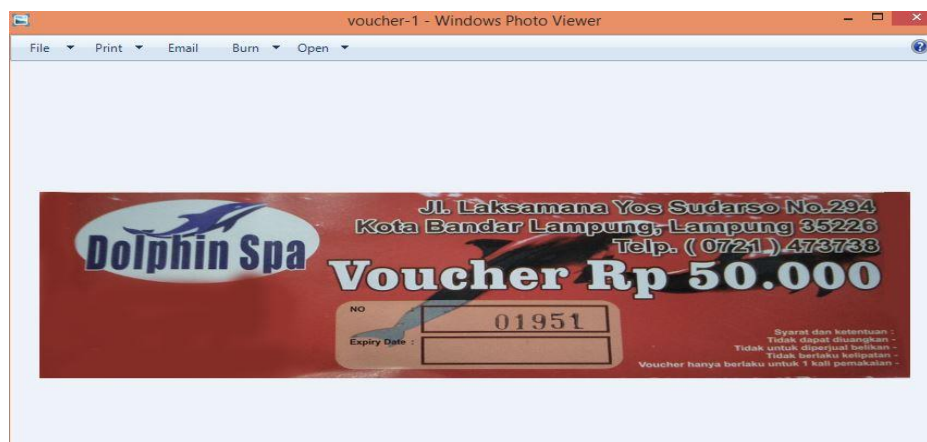 voucher-1 - Windows Photo Viewer
File Print Email Burn Open
Dolphin Spa
Jl. Laksamana Yos Sudarso No.294
Kota Bandar Lampung, Lampung 35226
Telp. ( 0721 ) 473738
Voucher Rp 50.000
NO 01951
Expiry Date :
Syarat dan ketentuan :
Tidak dapat diuangkan -
Tidak untuk diperjual belikan -
Tidak berlaku kelipatan -
Voucher hanya berlaku untuk 1 kali pemakaian -